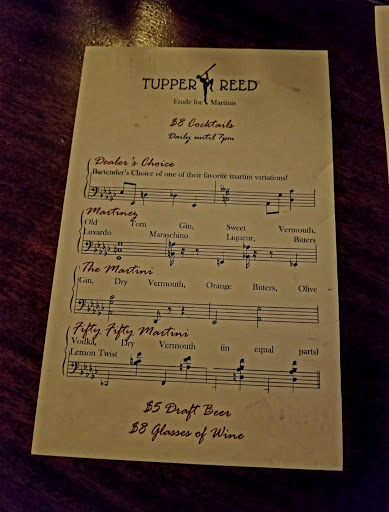 TUPPER REED
Etude for Martinis
$8 Cocktails
Daily until 7pm
Dealer's Choice
Bartender's Choice of one of their favorite martini variations!
Martinez
Old Tom Gin, Sweet Vermouth,
Luxardo Maraschino Liqueur, Bitters
The Martini
Gin, Dry Vermouth, Orange Bitters, Olive
Fifty Fifty Martini
Vodka, Dry Vermouth (in equal parts)
Lemon Twist
$5 Draft Beer
$8 Glasses of Wine